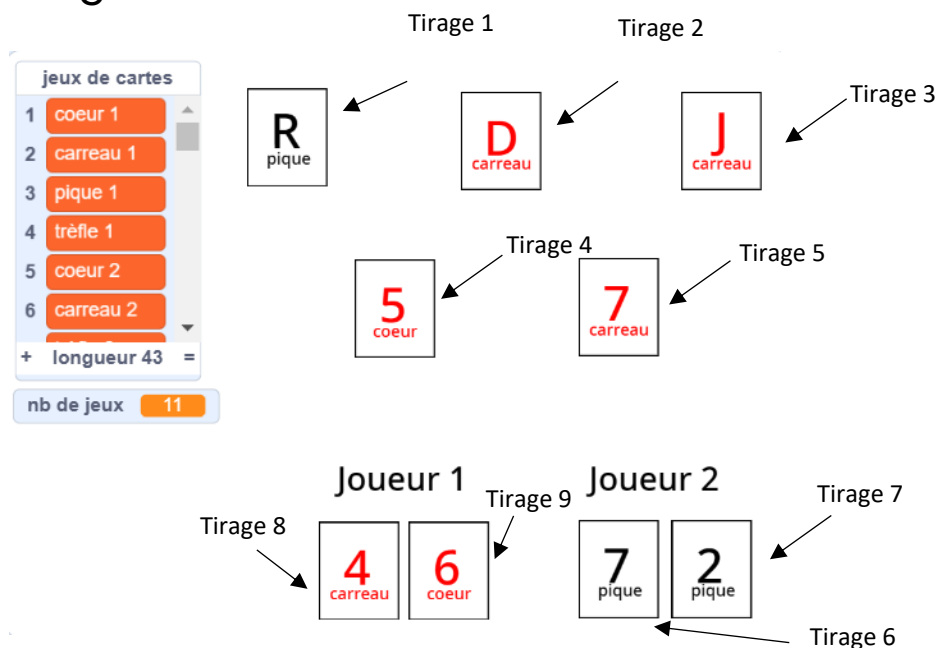 Tirage 1
Tirage 2
jeux de cartes
1 coeur 1
2 carreau 1
3 pique 1
4 trèfle 1
5 coeur 2
6 carreau 2
+ longueur 43 =
nb de jeux 11
R
pique
D
carreau
J
carreau
Tirage 3
Tirage 4
Tirage 5
5
coeur
7
carreau
Joueur 1
Joueur 2
Tirage 9
Tirage 7
Tirage 8
4
carreau
6
coeur
7
pique
2
pique
Tirage 6